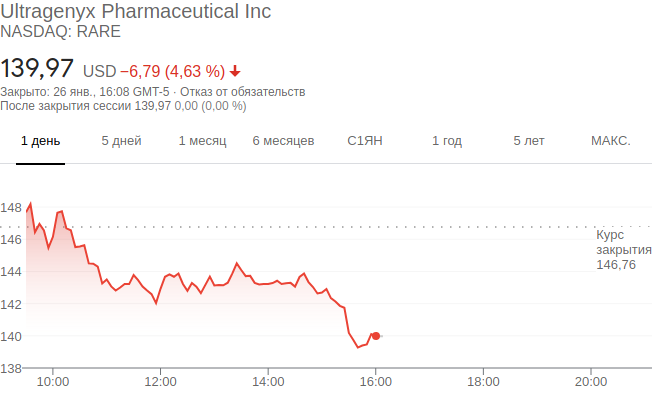 Ultragenyx Pharmaceutical Inc
NASDAQ: RARE
139,97 USD −6,79 (4,63 %)
Закрыто: 26 янв., 16:08 GMT-5 · Отказ от обязательств
После закрытия сессии 139,97 0,00 (0,00 %)
1 день 5 дней 1 месяц 6 месяцев С1ЯН 1 год 5 лет МАКС.
148
146
144
142
140
138
Курс
закрытия
146,76
10:00 12:00 14:00 16:00 18:00 20:00